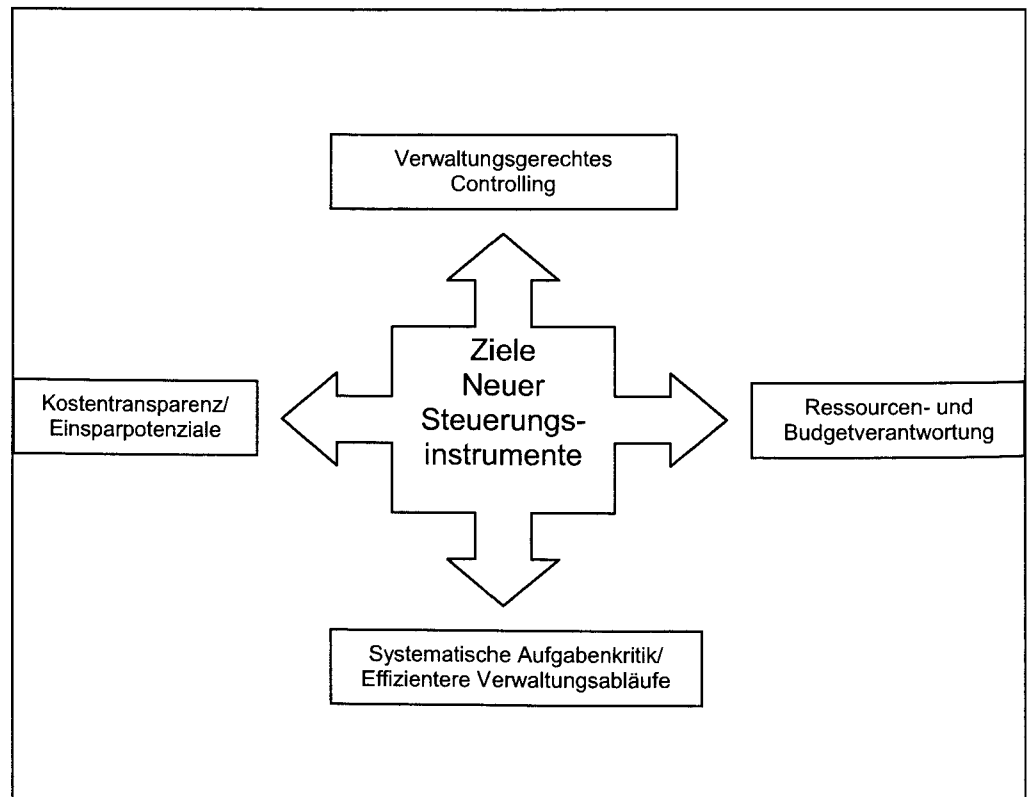 Verwaltungsgerechtes
Controlling
Ziele
Neuer
Steuerungs-
instrumente
Kostentransparenz/
Einsparpotenziale
Ressourcen- und
Budgetverantwortung
Systematische Aufgabenkritik/
Effizientere Verwaltungsabläufe